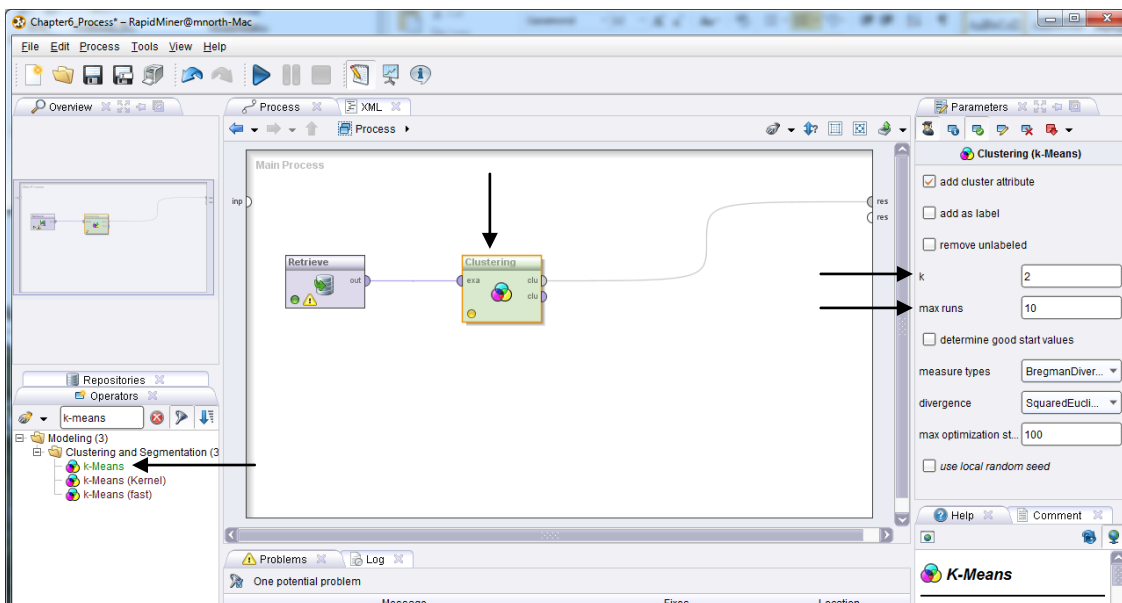 Chapter6_Process* – RapidMiner@mnorth-Mac
File Edit Process Tools View Help
Overview
Process
XML
Parameters
Process
Clustering (k-Means)
Main Process
add cluster attribute
inp
res
res
add as label
remove unlabeled
Retrieve
out
Clustering
exa
clu
clu
k
2
max runs
10
determine good start values
Repositories
Operators
measure types
BregmanDiver...
k-means
divergence
SquaredEucli...
Modeling (3)
Clustering and Segmentation (3
max optimization st...
100
k-Means
k-Means (Kernel)
k-Means (fast)
use local random seed
Help
Comment
Problems
Log
One potential problem
K-Means
Message
Fixes
Location